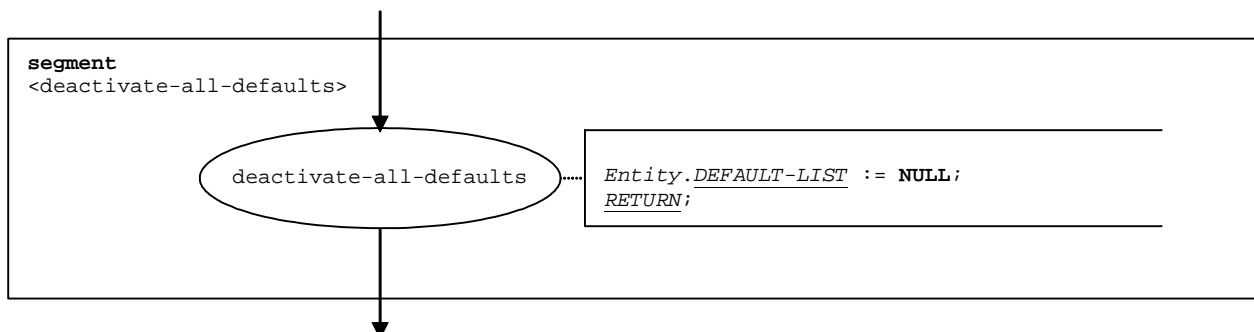 segment
<deactivate-all-defaults>
deactivate-all-defaults
Entity.DEFAULT-LIST := NULL;
RETURN;